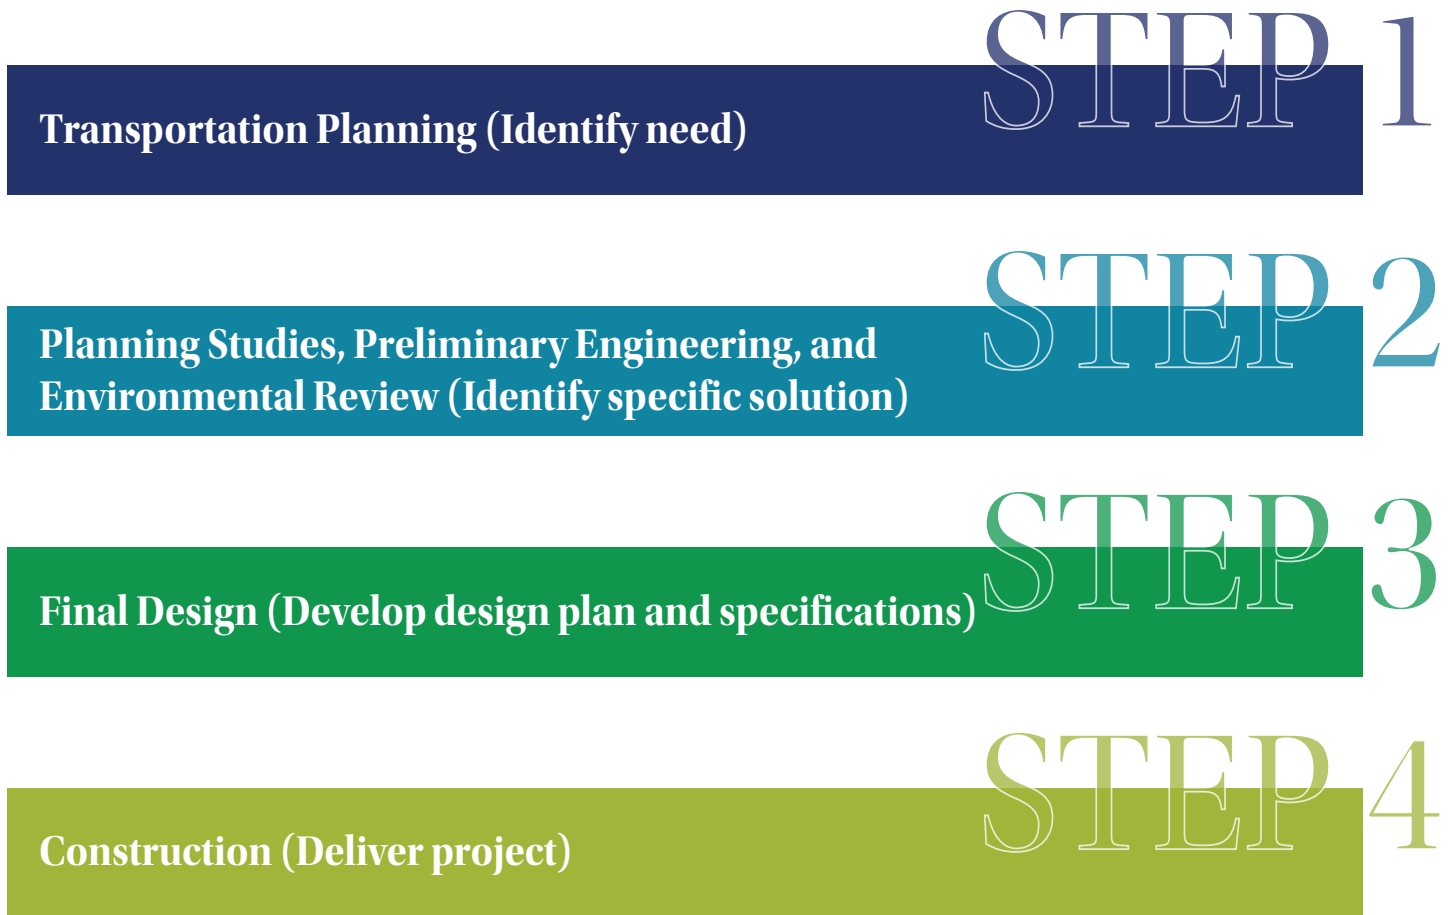 STEP 1
Transportation Planning (Identify need)
STEP 2
Planning Studies, Preliminary Engineering, and
Environmental Review (Identify specific solution)
STEP 3
Final Design (Develop design plan and specifications)
STEP 4
Construction (Deliver project)